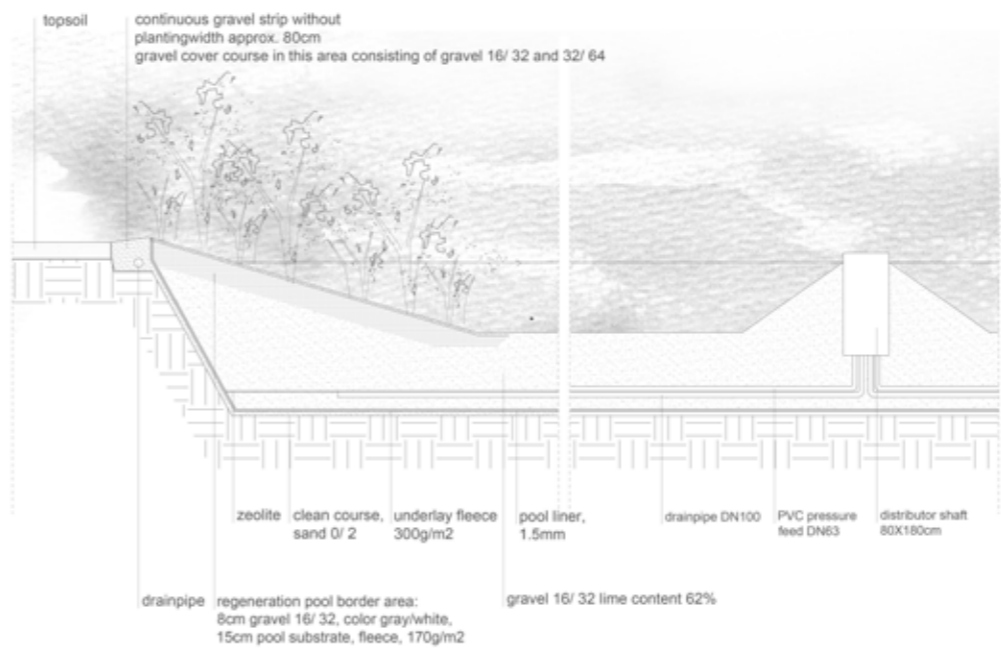 topsoil
continuous gravel strip without
plantingwidth approx. 80cm
gravel cover course in this area consisting of gravel 16/ 32 and 32/ 64
zeolite
clean course,
sand 0/ 2
underlay fleece
300g/m2
pool liner,
1.5mm
drainpipe DN100
PVC pressure
feed DN63
distributor shaft
80X180cm
drainpipe
regeneration pool border area:
8cm gravel 16/ 32, color gray/white,
15cm pool substrate, fleece, 170g/m2
gravel 16/ 32 lime content 62%